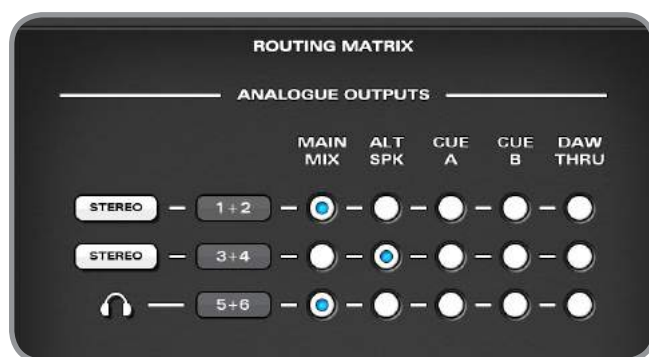 ROUTING MATRIX
ANALOGUE OUTPUTS
MAIN MIX ALT SPK CUE A CUE B DAW THRU
STEREO 1+2
STEREO 3+4
5+6